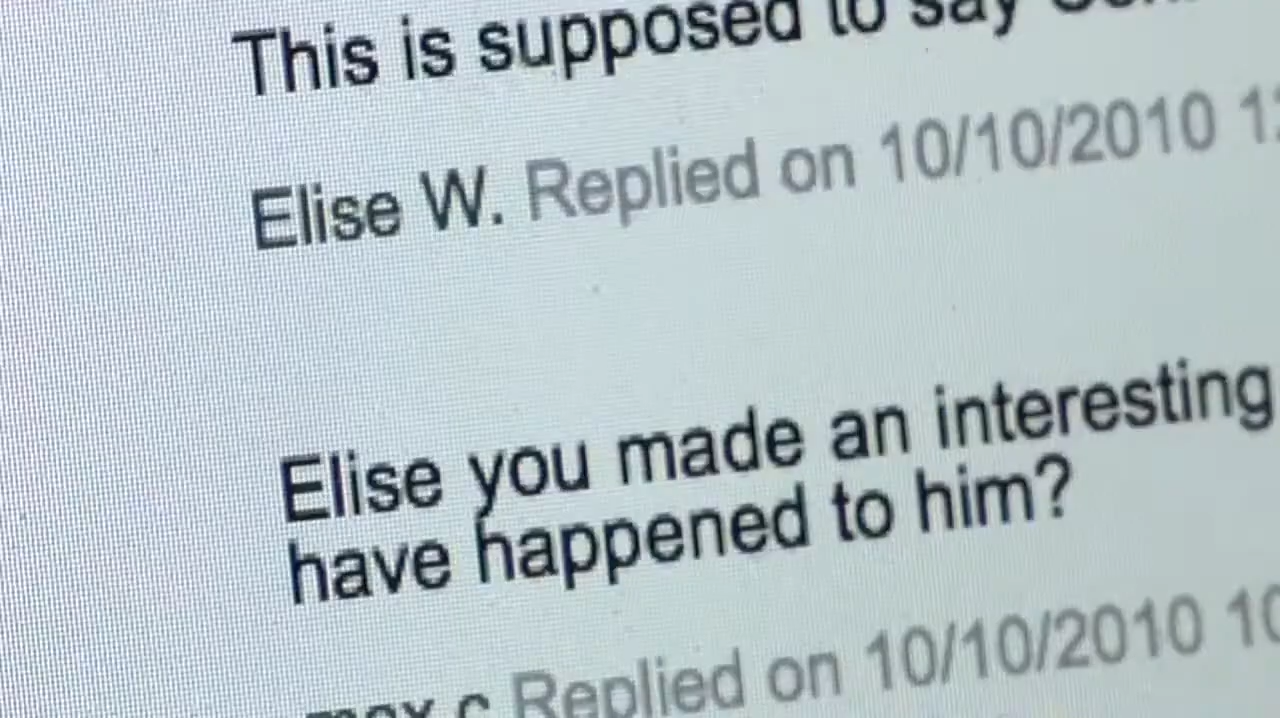 This is supposed to say
Elise W. Replied on 10/10/2010
Elise you made an interesting
have happened to him?
Replied on 10/10/2010 10